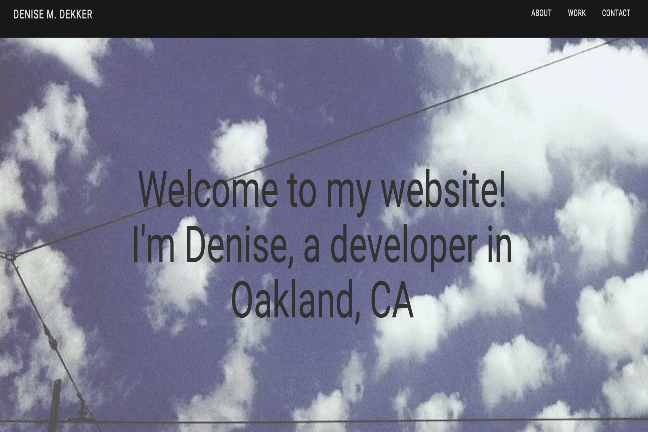 DENISE M. DEKKER
ABOUT WORK CONTACT
Welcome to my website!
I'm Denise, a developer in
Oakland, CA